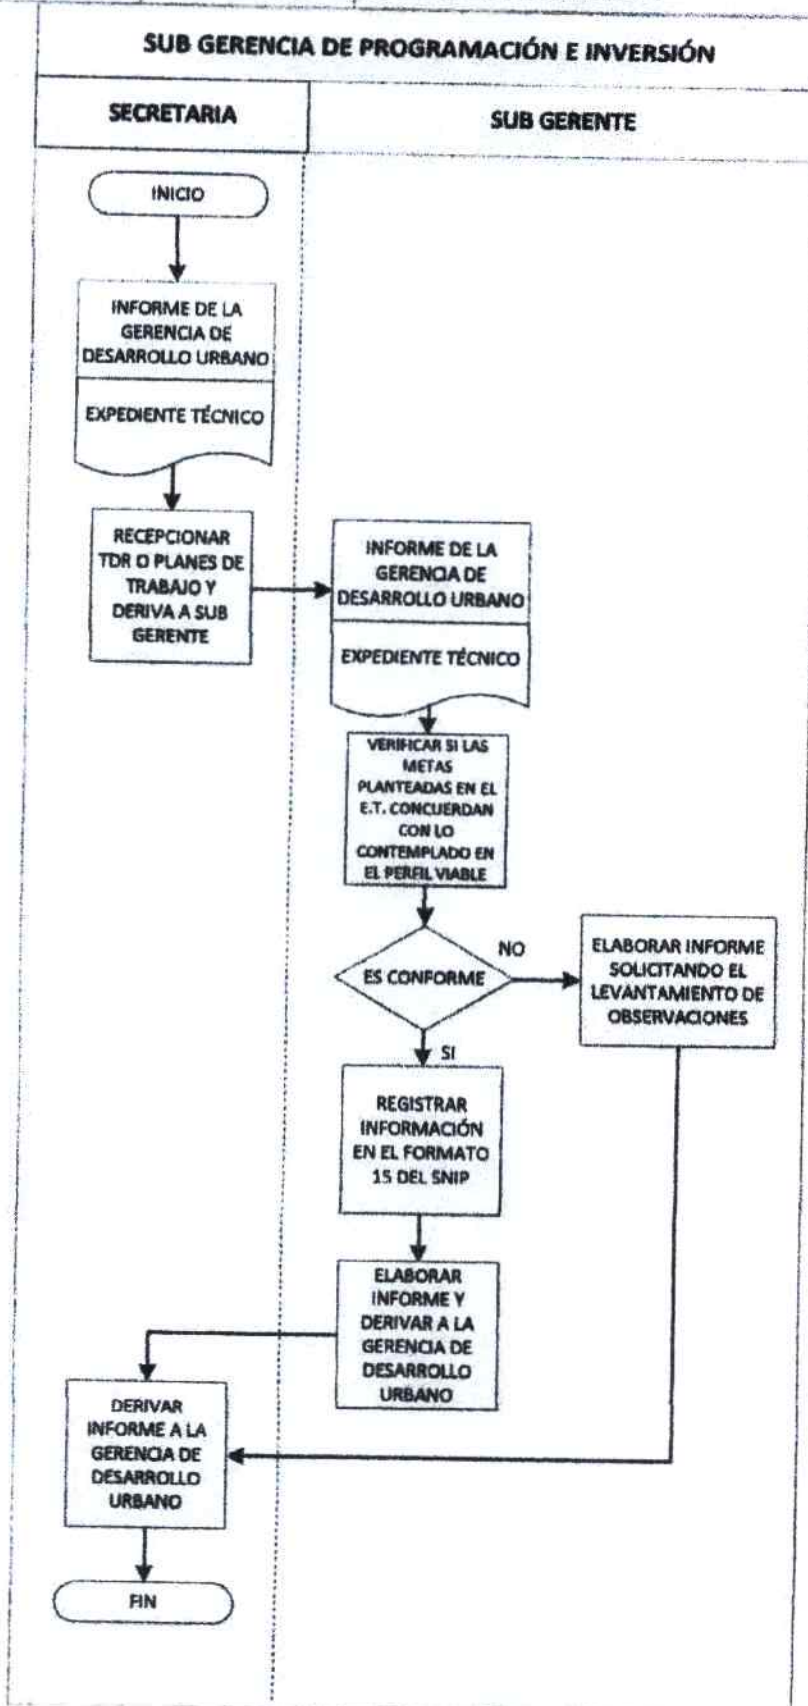 SUB GERENCIA DE PROGRAMACIÓN E INVERSIÓN
SECRETARIA
SUB GERENTE
INICIO
INFORME DE LA
GERENCIA DE
DESARROLLO URBANO
EXPEDIENTE TÉCNICO
RECEPCIONAR
TDR O PLANES DE
TRABAJO Y
DERIVA A SUB
GERENTE
INFORME DE LA
GERENCIA DE
DESARROLLO URBANO
EXPEDIENTE TÉCNICO
VERIFICAR SI LAS
METAS
PLANTEADAS EN EL
E.T. CONCUERDAN
CON LO
CONTEMPLADO EN
EL PERFIL VIABLE
ES CONFORME
NO
ELABORAR INFORME
SOLICITANDO EL
LEVANTAMIENTO DE
OBSERVACIONES
SI
REGISTRAR
INFORMACIÓN
EN EL FORMATO
15 DEL SNIP
ELABORAR
INFORME Y
DERIVAR A LA
GERENCIA DE
DESARROLLO
URBANO
DERIVAR
INFORME A LA
GERENCIA DE
DESARROLLO
URBANO
FIN